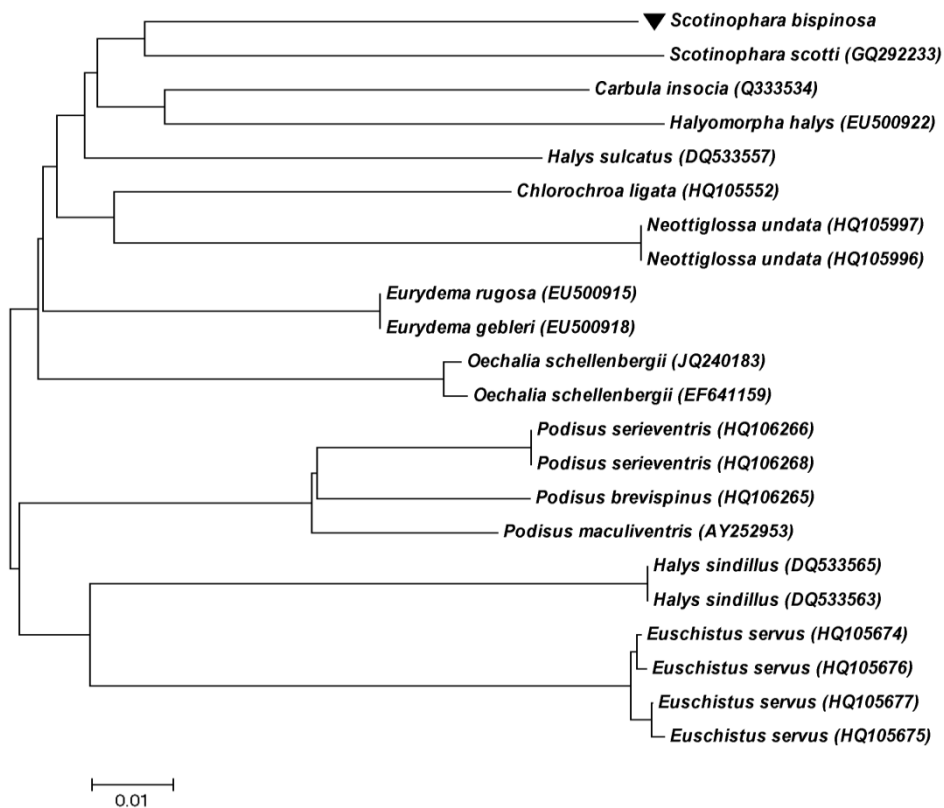 Scotinophara bispinosa
Scotinophara scotti (GQ292233)
Carbula insocia (Q333534)
Halyomorpha halys (EU500922)
Halys sulcatus (DQ533557)
Chlorochroa ligata (HQ105552)
Neottiglossa undata (HQ105997)
Neottiglossa undata (HQ105996)
Eurydema rugosa (EU500915)
Eurydema gebleri (EU500918)
Oechalia schellenbergii (JQ240183)
Oechalia schellenbergii (EF641159)
Podisus serieventris (HQ106266)
Podisus serieventris (HQ106268)
Podisus brevispinus (HQ106265)
Podisus maculiventris (AY252953)
Halys sindillus (DQ533565)
Halys sindillus (DQ533563)
Euschistus servus (HQ105674)
Euschistus servus (HQ105676)
Euschistus servus (HQ105677)
Euschistus servus (HQ105675)
0.01